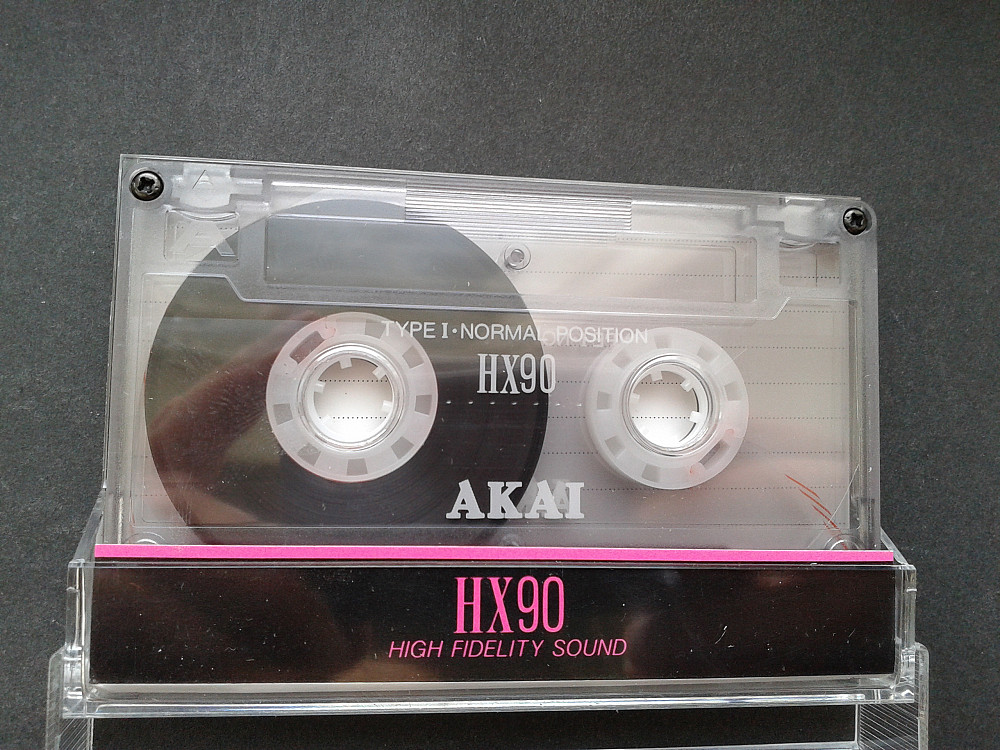 A
TYPE I·NORMAL POSITION
HX90
AKAI
HX90
HIGH FIDELITY SOUND